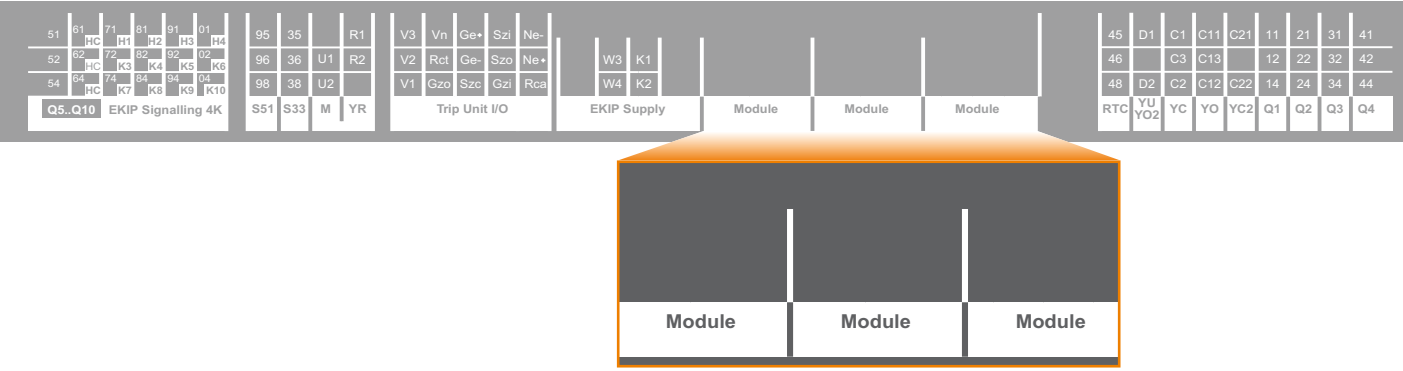 51 61 HC 71 H1 81 H2 91 H3 01 H4 95 35 R1 V3 Vn Ge+ Szi Ne- 45 D1 C1 C11 C21 11 21 31 41
52 62 HC 72 K3 82 K4 92 K5 02 K6 96 36 U1 R2 V2 Rct Ge- Szo Ne+ W3 K1 46 C3 C13 12 22 32 42
54 64 HC 74 K7 84 K8 94 K9 04 K10 98 38 U2 V1 Gzo Szc Gzi Rca W4 K2 48 D2 C2 C12 C22 14 24 34 44
Q5..Q10 EKIP Signalling 4K S51 S33 M YR Trip Unit I/O EKIP Supply Module Module Module RTC YU YO2 YC YO YC2 Q1 Q2 Q3 Q4
Module Module Module